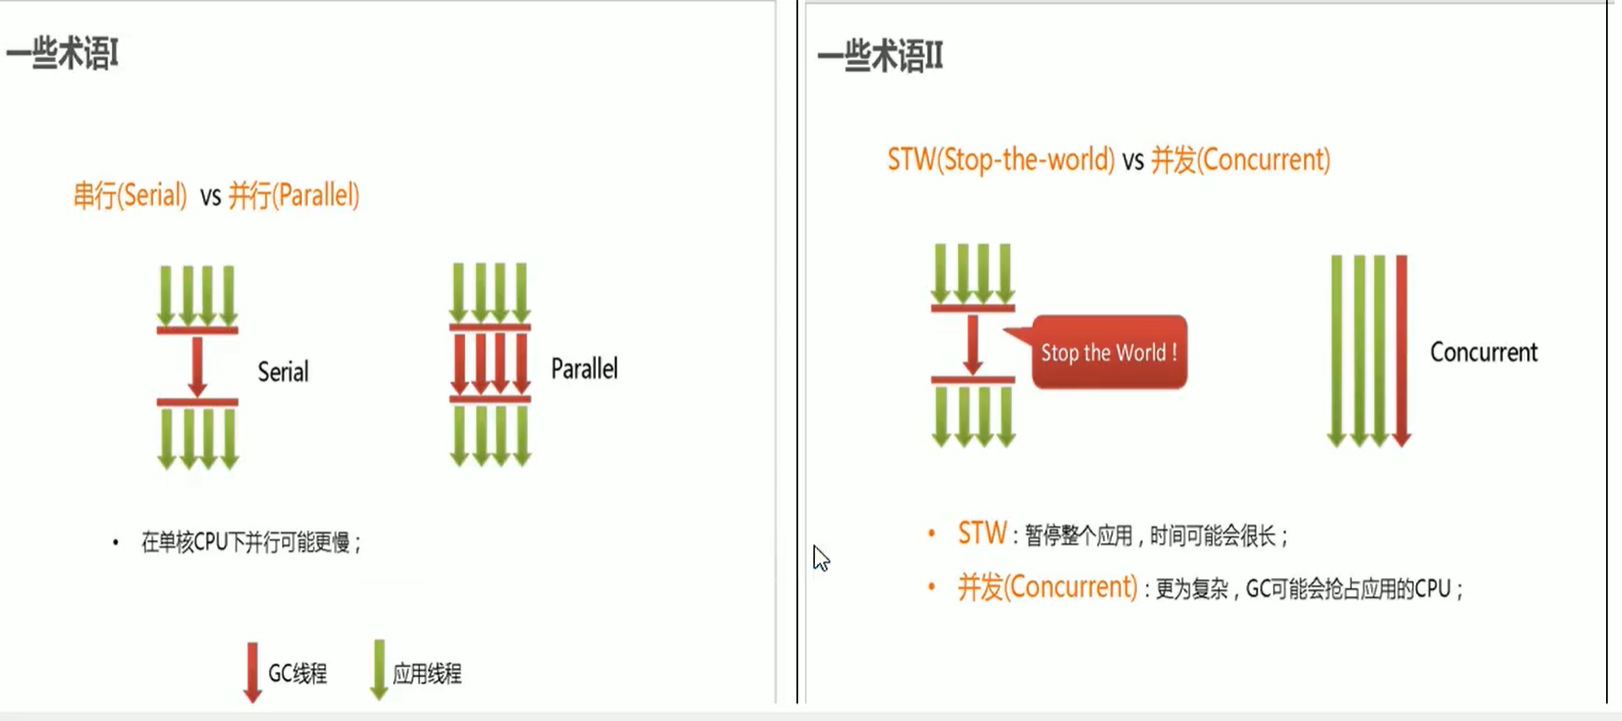 一些术语I
串行(Serial) vs 并行(Parallel)
Serial
Parallel
• 在单核CPU下并行可能更慢；
GC线程
应用线程
一些术语II
STW(Stop-the-world) vs 并发(Concurrent)
Stop the World！
Concurrent
• STW：暂停整个应用，时间可能会很长；
• 并发(Concurrent)：更为复杂，GC可能会抢占应用的CPU；